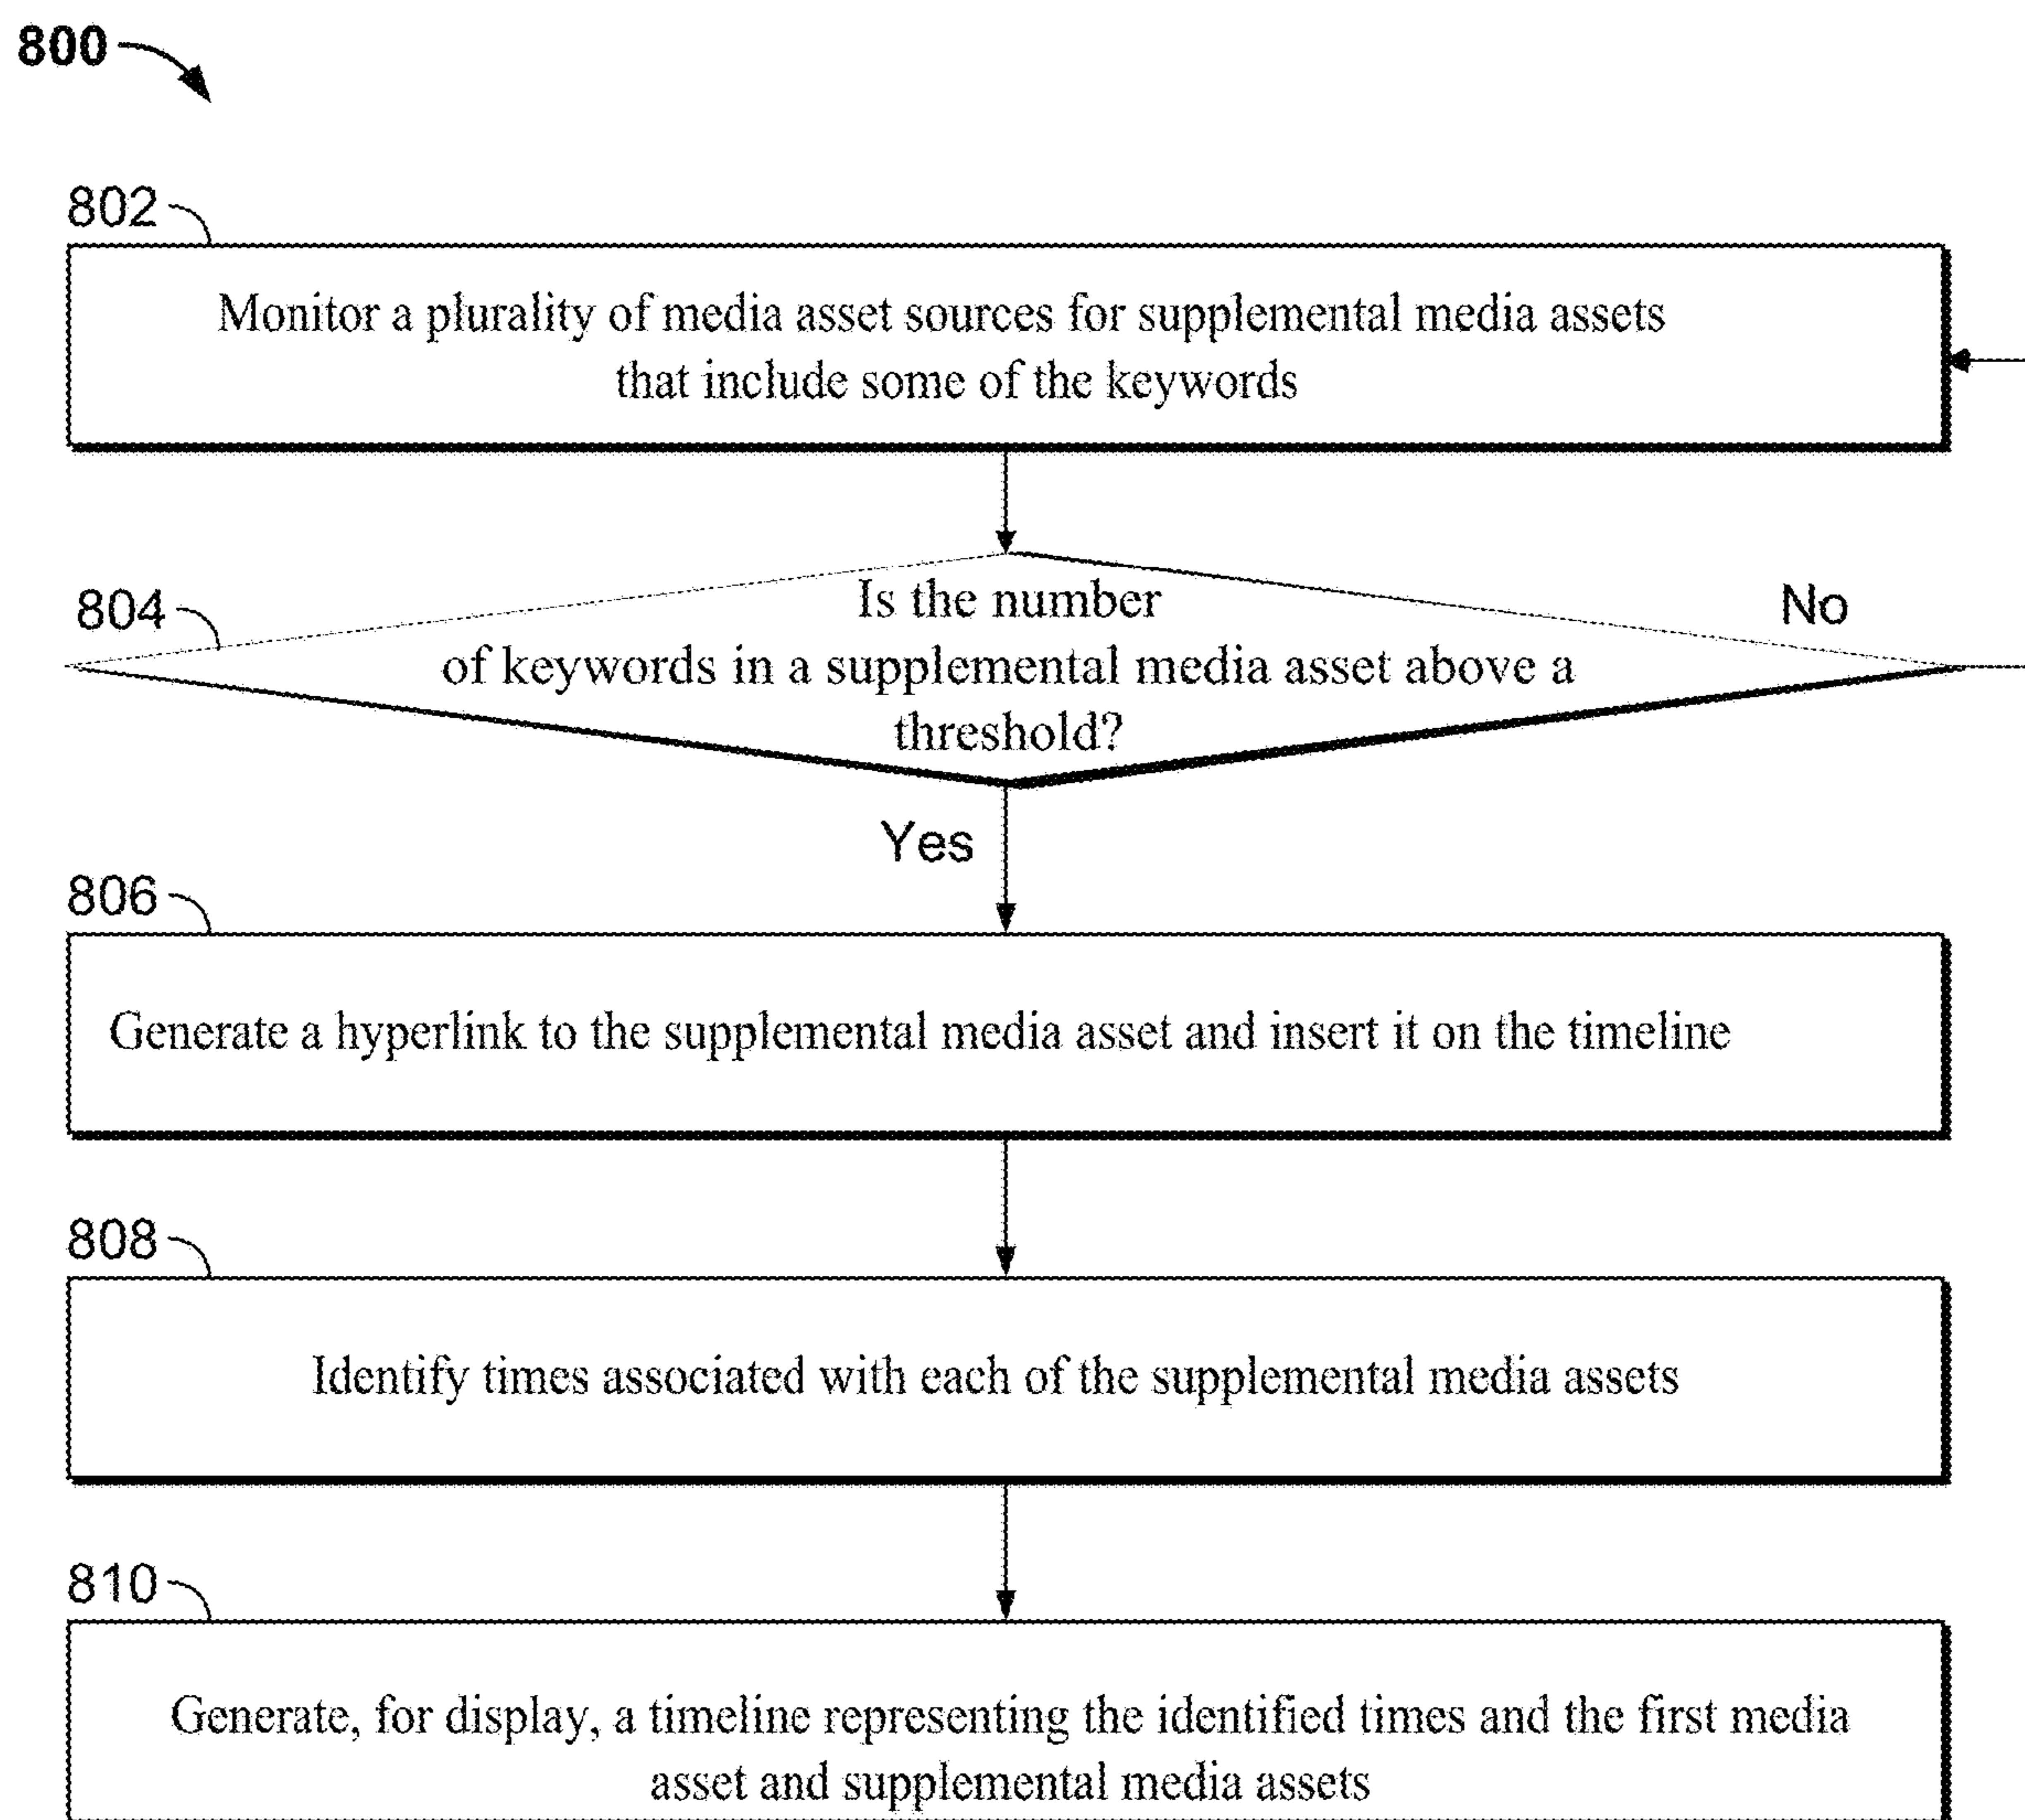 800
802
Monitor a plurality of media asset sources for supplemental media assets
that include some of the keywords
804
Is the number
of keywords in a supplemental media asset above a
threshold?
No
Yes
806
Generate a hyperlink to the supplemental media asset and insert it on the timeline
808
Identify times associated with each of the supplemental media assets
810
Generate, for display, a timeline representing the identified times and the first media
asset and supplemental media assets